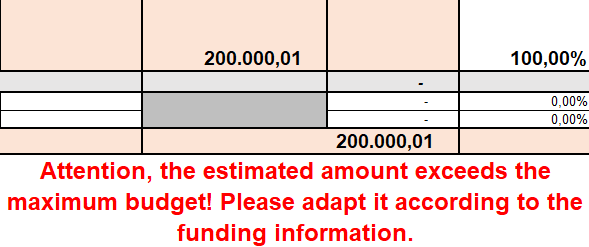 200.000,01 100,00%
-
- 0,00%
- 0,00%
200.000,01
Attention, the estimated amount exceeds the
maximum budget! Please adapt it according to the
funding information.